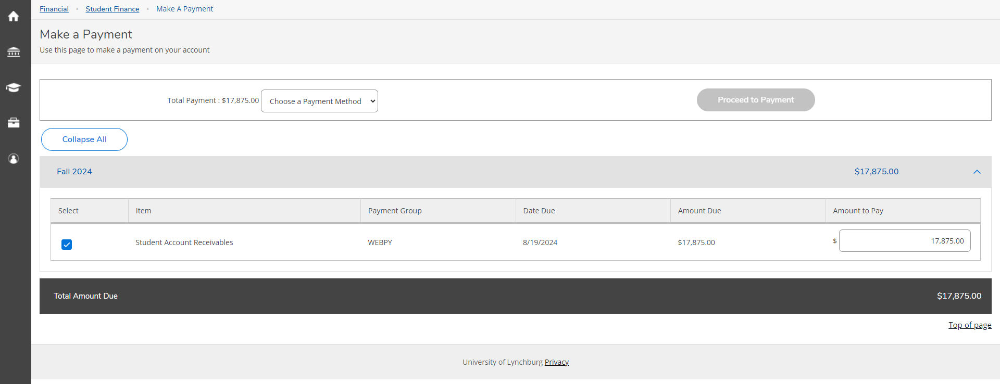 Financial • Student Finance • Make A Payment
Make a Payment
Use this page to make a payment on your account
Total Payment : $17,875.00 Choose a Payment Method Proceed to Payment
Collapse All
Fall 2024 $17,875.00
Select Item Payment Group Date Due Amount Due Amount to Pay
Student Account Receivables WEBPY 8/19/2024 $17,875.00 $ 17,875.00
Total Amount Due $17,875.00
Top of page
University of Lynchburg Privacy